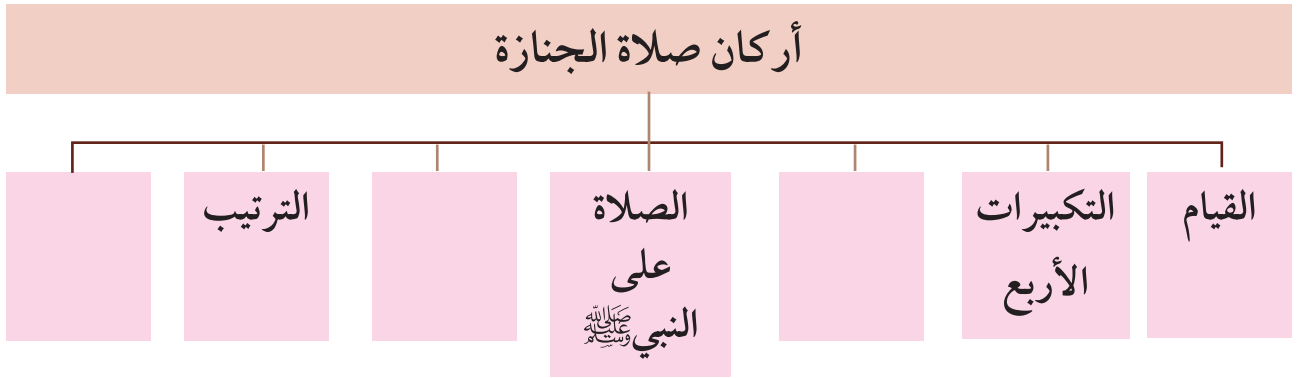 أركان صلاة الجنازة
القيام
التكبيرات
الأربع
الصلاة
على
النبي ﷺ
الترتيب